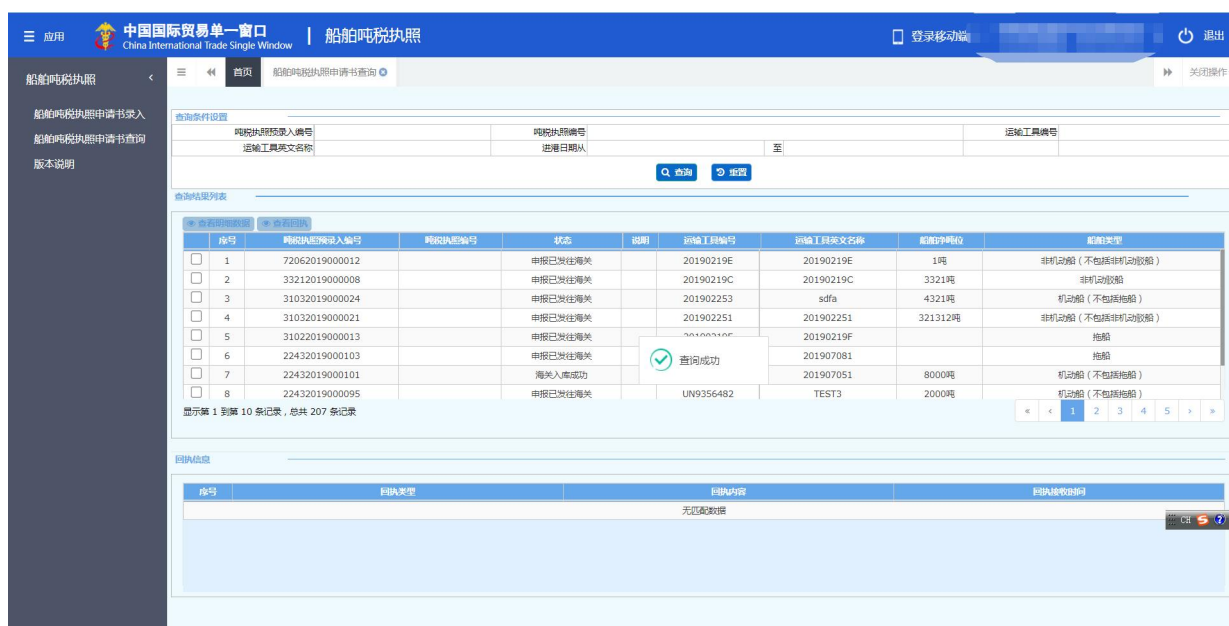 应用 中国国际贸易单一窗口 船舶吨税执照 登录移动端 退出
China International Trade Single Window
船舶吨税执照 首页 船舶吨税执照申请书查询 关闭操作
船舶吨税执照申请书录入
船舶吨税执照申请书查询
版本说明
查询条件设置
吨税执照预录入编号 吨税执照编号 运输工具编号
运输工具英文名称 进港日期从 至
查询 重置
查询结果列表
查看明细数据 查看回执
序号 吨税执照预录入编号 吨税执照编号 状态 说明 运输工具编号 运输工具英文名称 船舶净吨位 船舶类型
1 72062019000012 申报已发往海关 20190219E 20190219E 1吨 非机动船(不包括非机动驳船)
2 33212019000008 申报已发往海关 20190219C 20190219C 3321吨 非机动驳船
3 31032019000024 申报已发往海关 201902253 sdfa 4321吨 机动船(不包括拖船)
4 31032019000021 申报已发往海关 201902251 201902251 321312吨 非机动船(不包括非机动驳船)
5 31022019000013 申报已发往海关 20190219F 拖船
6 22432019000103 申报已发往海关 201907081 拖船
查询成功
7 22432019000101 海关入库成功 201907051 8000吨 机动船(不包括拖船)
8 22432019000095 申报已发往海关 UN9356482 TEST3 2000吨 机动船(不包括拖船)
显示第 1 到第 10 条记录,总共 207 条记录 « ‹ 1 2 3 4 5 › »
回执信息
序号 回执类型 回执内容 回执接收时间
无匹配数据
CH